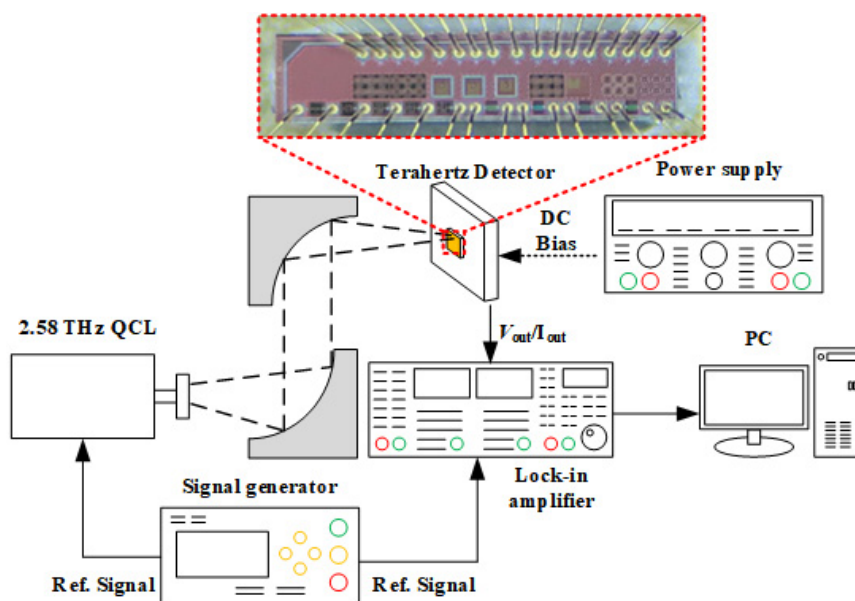 Terahertz Detector
Power supply
DC
Bias
2.58 THz QCL
Vout/Iout
PC
Signal generator
Lock-in
amplifier
Ref. Signal
Ref. Signal